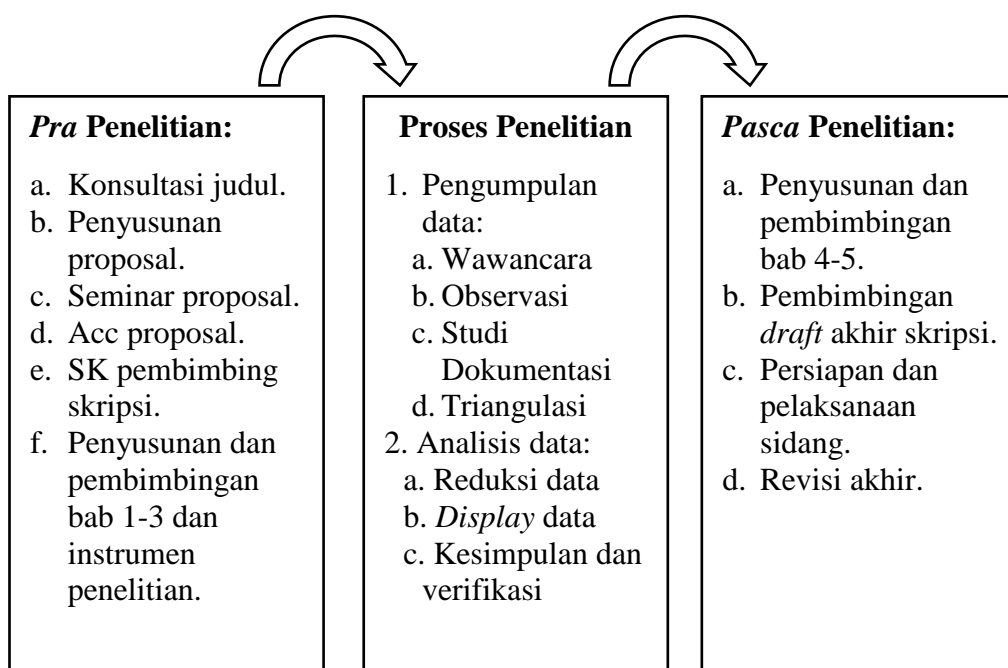 Pra Penelitian:
a. Konsultasi judul.
b. Penyusunan
proposal.
c. Seminar proposal.
d. Acc proposal.
e. SK pembimbing
skripsi.
f. Penyusunan dan
pembimbingan
bab 1-3 dan
instrumen
penelitian.
Proses Penelitian
1. Pengumpulan
data:
a. Wawancara
b. Observasi
c. Studi
Dokumentasi
d. Triangulasi
2. Analisis data:
a. Reduksi data
b. Display data
c. Kesimpulan dan
verifikasi
Pasca Penelitian:
a. Penyusunan dan
pembimbingan
bab 4-5.
b. Pembimbingan
draft akhir skripsi.
c. Persiapan dan
pelaksanaan
sidang.
d. Revisi akhir.